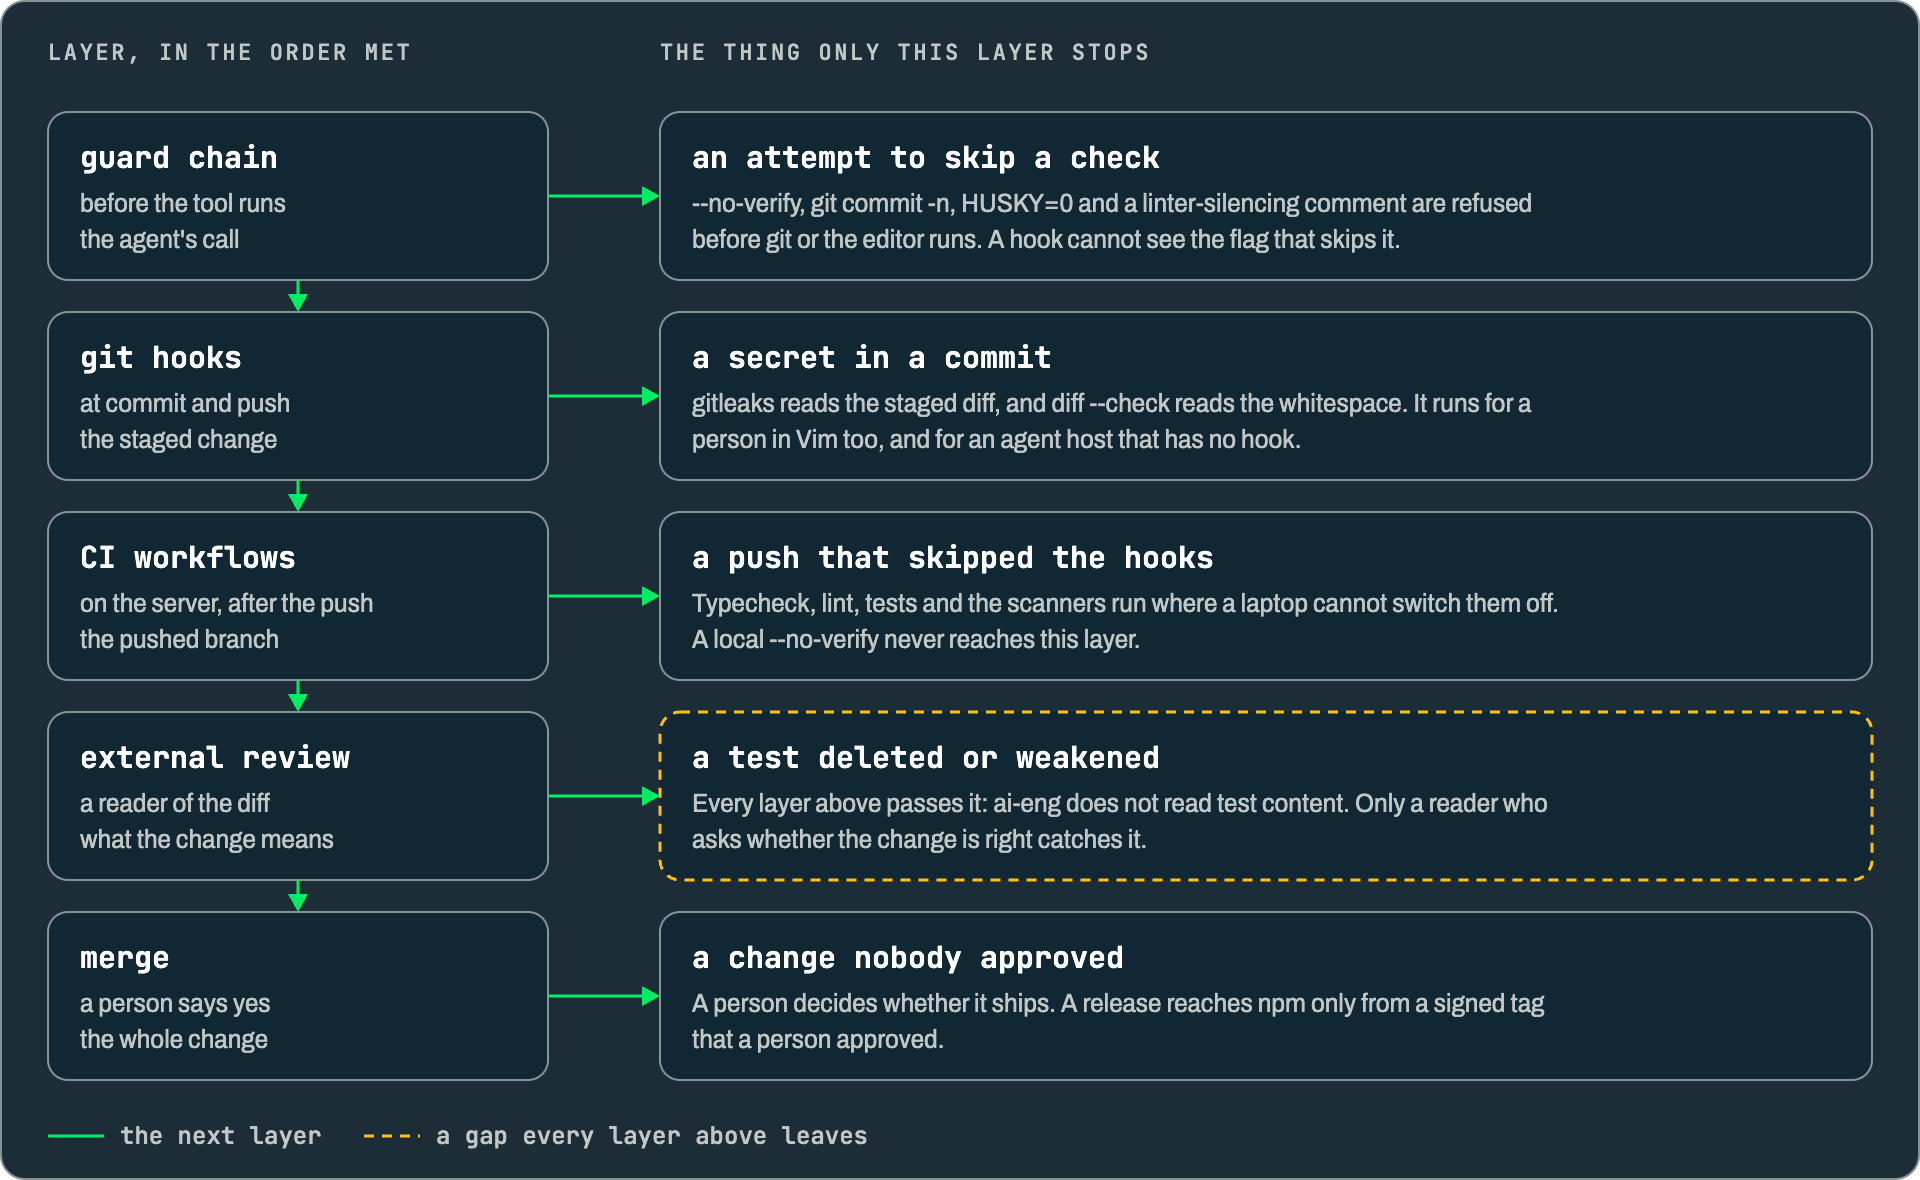 LAYER, IN THE ORDER MET
THE THING ONLY THIS LAYER STOPS
guard chain
before the tool runs
the agent's call
an attempt to skip a check
--no-verify, git commit -n, HUSKY=0 and a linter-silencing comment are refused
before git or the editor runs. A hook cannot see the flag that skips it.
git hooks
at commit and push
the staged change
a secret in a commit
gitleaks reads the staged diff, and diff --check reads the whitespace. It runs for a
person in Vim too, and for an agent host that has no hook.
CI workflows
on the server, after the push
the pushed branch
a push that skipped the hooks
Typecheck, lint, tests and the scanners run where a laptop cannot switch them off.
A local --no-verify never reaches this layer.
external review
a reader of the diff
what the change means
a test deleted or weakened
Every layer above passes it: ai-eng does not read test content. Only a reader who
asks whether the change is right catches it.
merge
a person says yes
the whole change
a change nobody approved
A person decides whether it ships. A release reaches npm only from a signed tag
that a person approved.
the next layer
a gap every layer above leaves